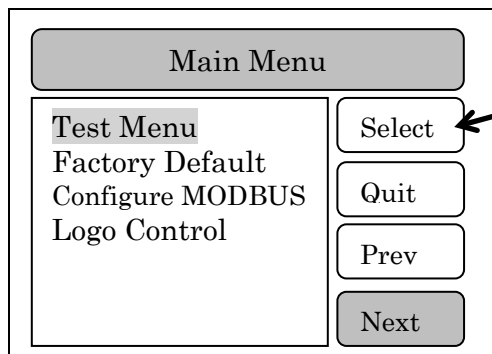 Main Menu
Test Menu
Factory Default
Configure MODBUS
Logo Control
Select
Quit
Prev
Next